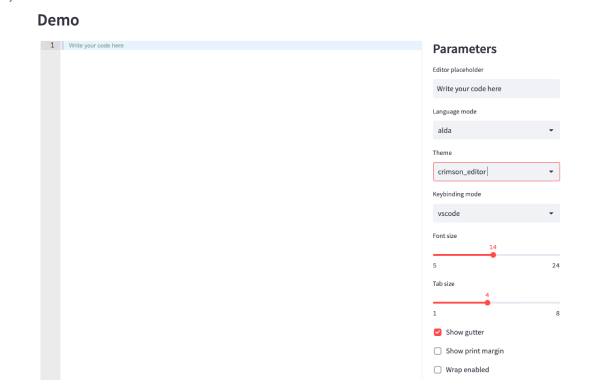 Demo
1 Write your code here
Parameters
Editor placeholder
Write your code here
Language mode
alda
Theme
crimson_editor
Keybinding mode
vscode
Font size
14
5 24
Tab size
4
1 8
Show gutter
Show print margin
Wrap enabled